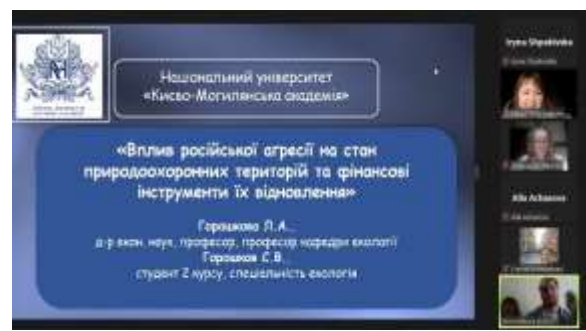 Національний університет
«Києво-Могилянська академія»
«Вплив російської агресії на стан
природоохоронних територій та фінансові
інструменти їх відновлення»
Горошкова Л.А.,
д-р екон. наук, професор, професор кафедри екології
Горошков С.В.,
студент 2 курсу, спеціальність екологія
Iryna Shpakivska
Alla Achasova